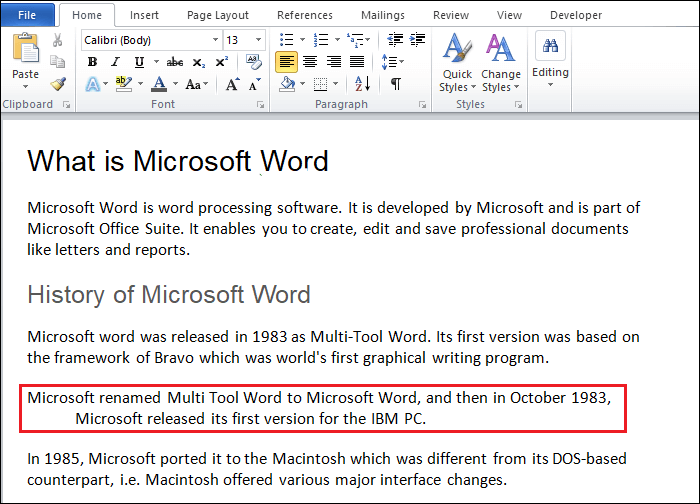 File Home Insert Page Layout References Mailings View Developer
Calibri (Body) 13
Paste
B I U abc x₂ x²
A ab A Aa A A
Quick Styles Change Styles Editing
Clipboard Font Paragraph Styles
What is Microsoft Word
Microsoft Word is word processing software. It is developed by Microsoft and is part of
Microsoft Office Suite. It enables you to create, edit and save professional documents
like letters and reports.
History of Microsoft Word
Microsoft word was released in 1983 as Multi-Tool Word. Its first version was based on
the framework of Bravo which was world's first graphical writing program.
Microsoft renamed Multi Tool Word to Microsoft Word, and then in October 1983,
Microsoft released its first version for the IBM PC.
In 1985, Microsoft ported it to the Macintosh which was different from its DOS-based
counterpart, i.e. Macintosh offered various major interface changes.